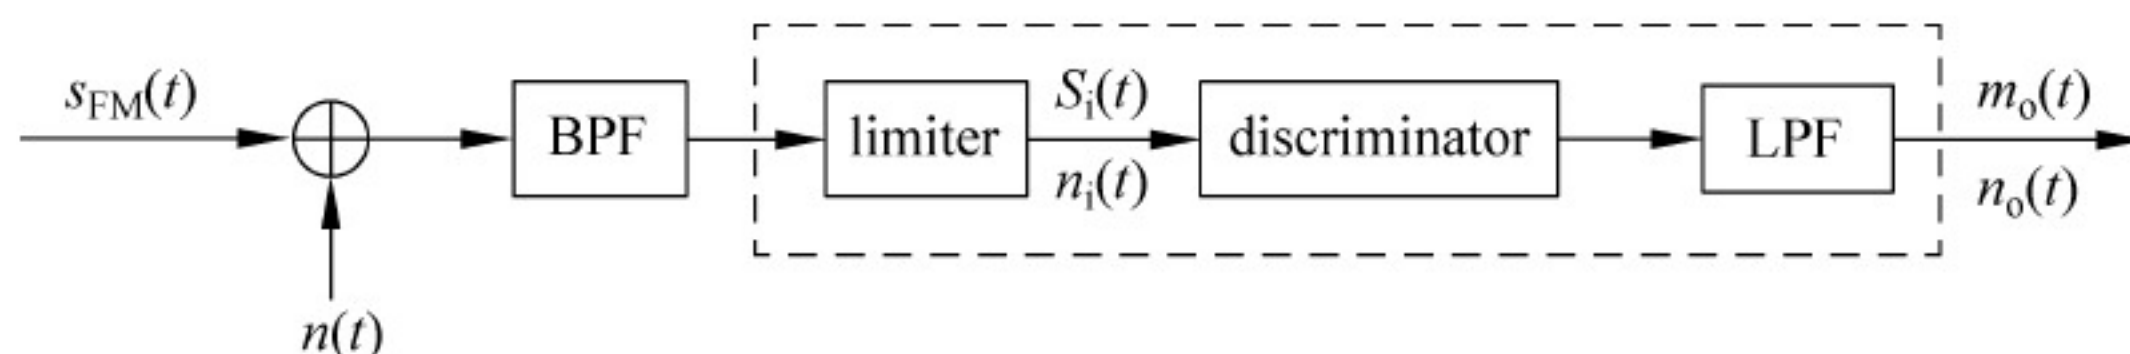 s_FM(t)
BPF
limiter
S_i(t)
n_i(t)
discriminator
LPF
m_o(t)
n_o(t)
n(t)